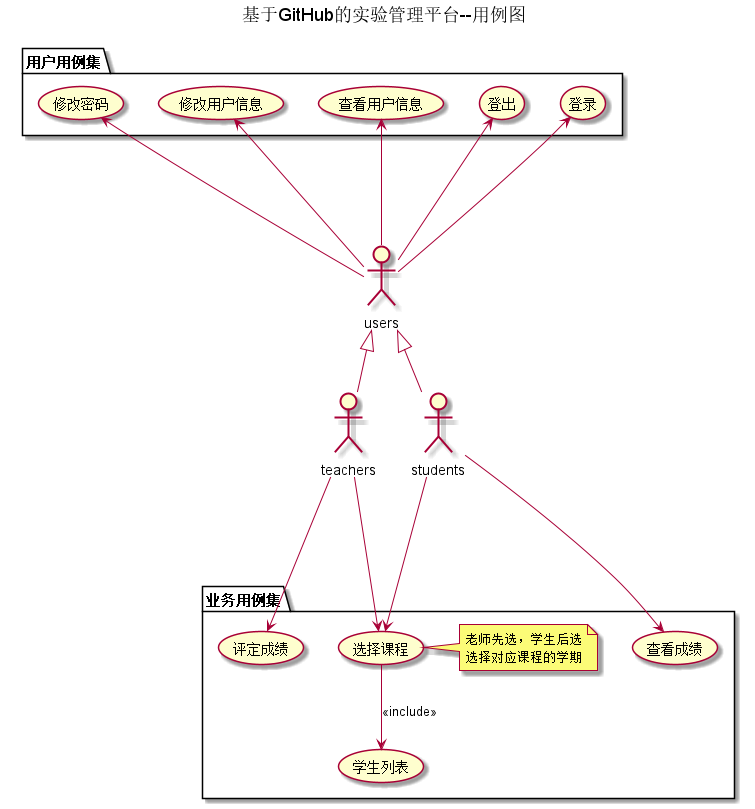 基于GitHub的实验管理平台--用例图
用户用例集
修改密码
修改用户信息
查看用户信息
登出
登录
users
teachers
students
业务用例集
评定成绩
选择课程
老师先选，学生后选
选择对应课程的学期
查看成绩
«include»
学生列表